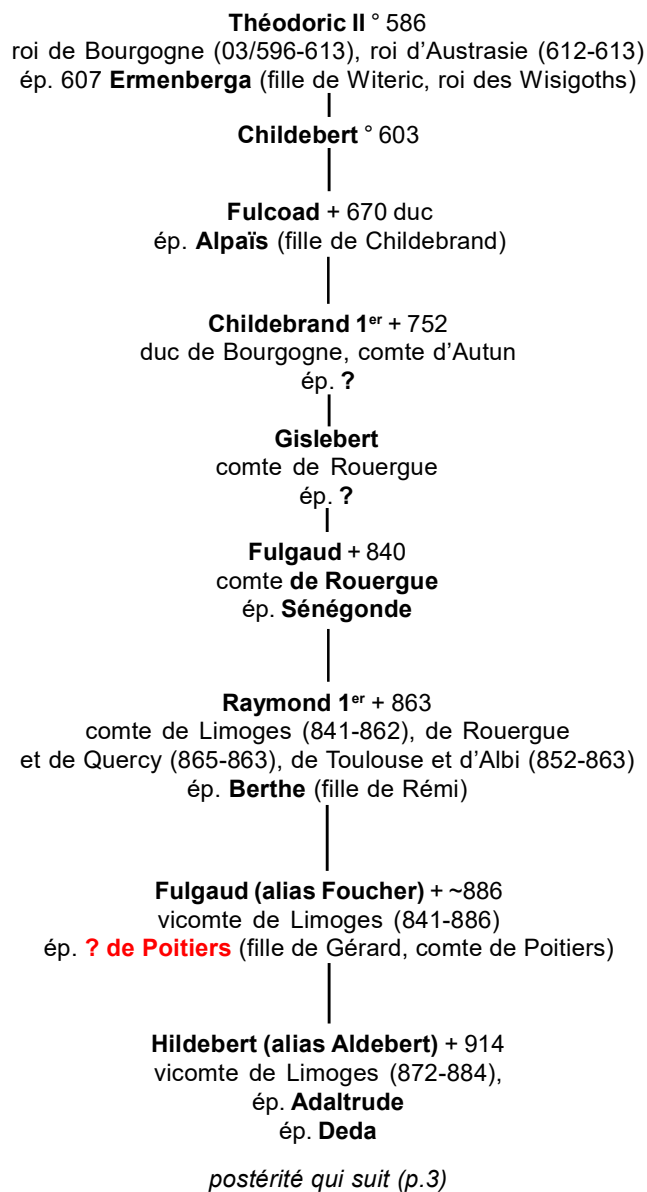 Théodoric II ° 586
roi de Bourgogne (03/596-613), roi d’Austrasie (612-613)
ép. 607 Ermenberga (fille de Witeric, roi des Wisigoths)
Childebert ° 603
Fulcoad + 670 duc
ép. Alpaïs (fille de Childebrand)
Childebrand 1er + 752
duc de Bourgogne, comte d’Autun
ép. ?
Gislebert
comte de Rouergue
ép. ?
Fulgaud + 840
comte de Rouergue
ép. Sénégonde
Raymond 1er + 863
comte de Limoges (841-862), de Rouergue
et de Quercy (865-863), de Toulouse et d’Albi (852-863)
ép. Berthe (fille de Rémi)
Fulgaud (alias Foucher) + ~886
vicomte de Limoges (841-886)
ép. ? de Poitiers (fille de Gérard, comte de Poitiers)
Hildebert (alias Aldebert) + 914
vicomte de Limoges (872-884),
ép. Adaltrude
ép. Deda
postérité qui suit (p.3)